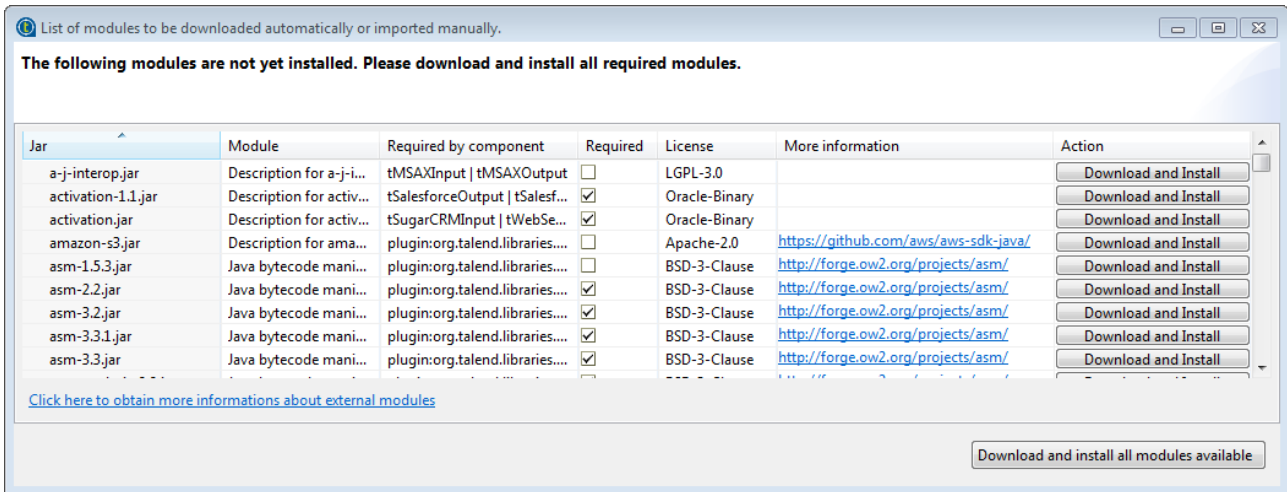 List of modules to be downloaded automatically or imported manually.
The following modules are not yet installed. Please download and install all required modules.
Jar Module Required by component Required License More information Action
a-j-interop.jar Description for a-j-i... tMSAXInput | tMSAXOutput LGPL-3.0 Download and Install
activation-1.1.jar Description for activ... tSalesforceOutput | tSalesf... Oracle-Binary Download and Install
activation.jar Description for activ... tSugarCRMInput | tWebSe... Oracle-Binary Download and Install
amazon-s3.jar Description for ama... plugin:org.talend.libraries.... Apache-2.0 https://github.com/aws/aws-sdk-java/ Download and Install
asm-1.5.3.jar Java bytecode mani... plugin:org.talend.libraries.... BSD-3-Clause http://forge.ow2.org/projects/asm/ Download and Install
asm-2.2.jar Java bytecode mani... plugin:org.talend.libraries.... BSD-3-Clause http://forge.ow2.org/projects/asm/ Download and Install
asm-3.2.jar Java bytecode mani... plugin:org.talend.libraries.... BSD-3-Clause http://forge.ow2.org/projects/asm/ Download and Install
asm-3.3.1.jar Java bytecode mani... plugin:org.talend.libraries.... BSD-3-Clause http://forge.ow2.org/projects/asm/ Download and Install
asm-3.3.jar Java bytecode mani... plugin:org.talend.libraries.... BSD-3-Clause http://forge.ow2.org/projects/asm/ Download and Install
Click here to obtain more informations about external modules
Download and install all modules available